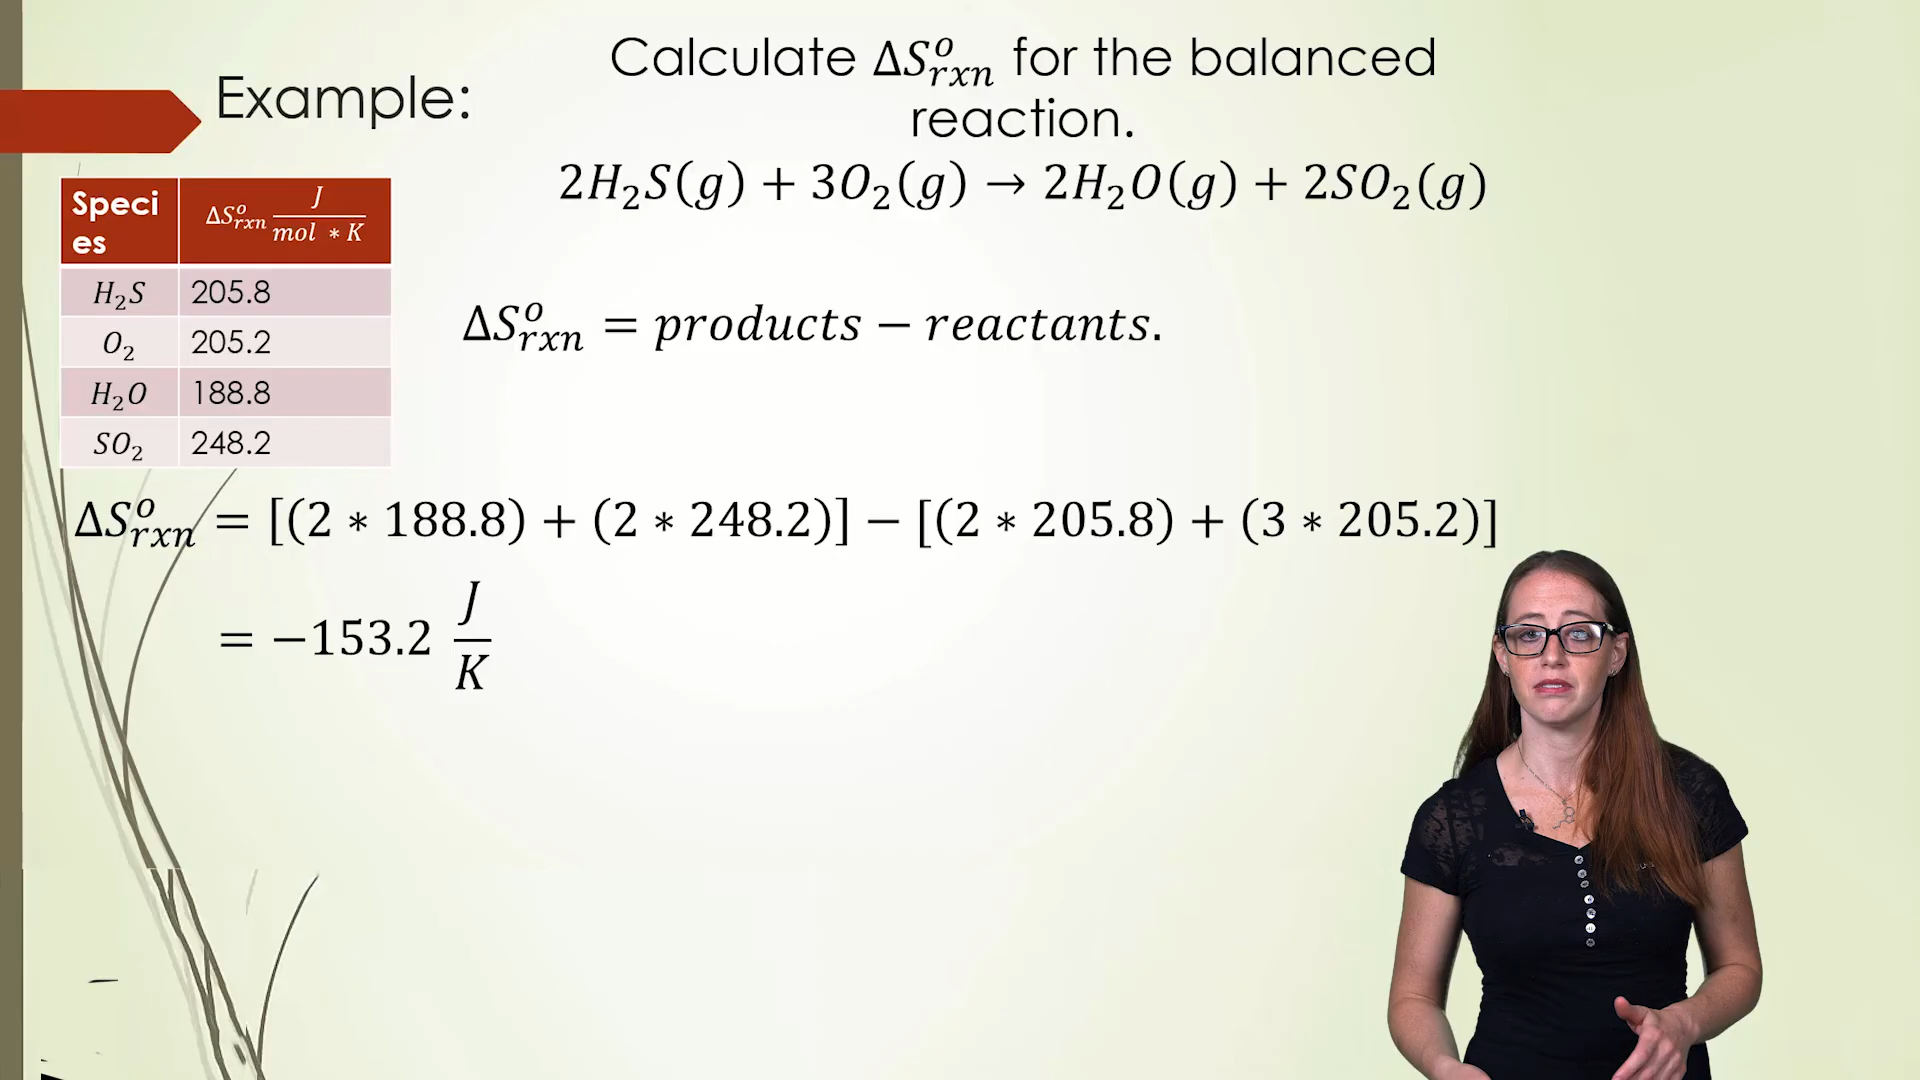 Example:
Calculate ΔS°rxn for the balanced
reaction.
2H₂S(g) + 3O₂(g) → 2H₂O(g) + 2SO₂(g)
Speci
es
ΔS°rxn J/(mol * K)
H₂S 205.8
O₂ 205.2
H₂O 188.8
SO₂ 248.2
ΔS°rxn = products − reactants.
ΔS°rxn = [(2 * 188.8) + (2 * 248.2)] − [(2 * 205.8) + (3 * 205.2)]
= −153.2 J/K